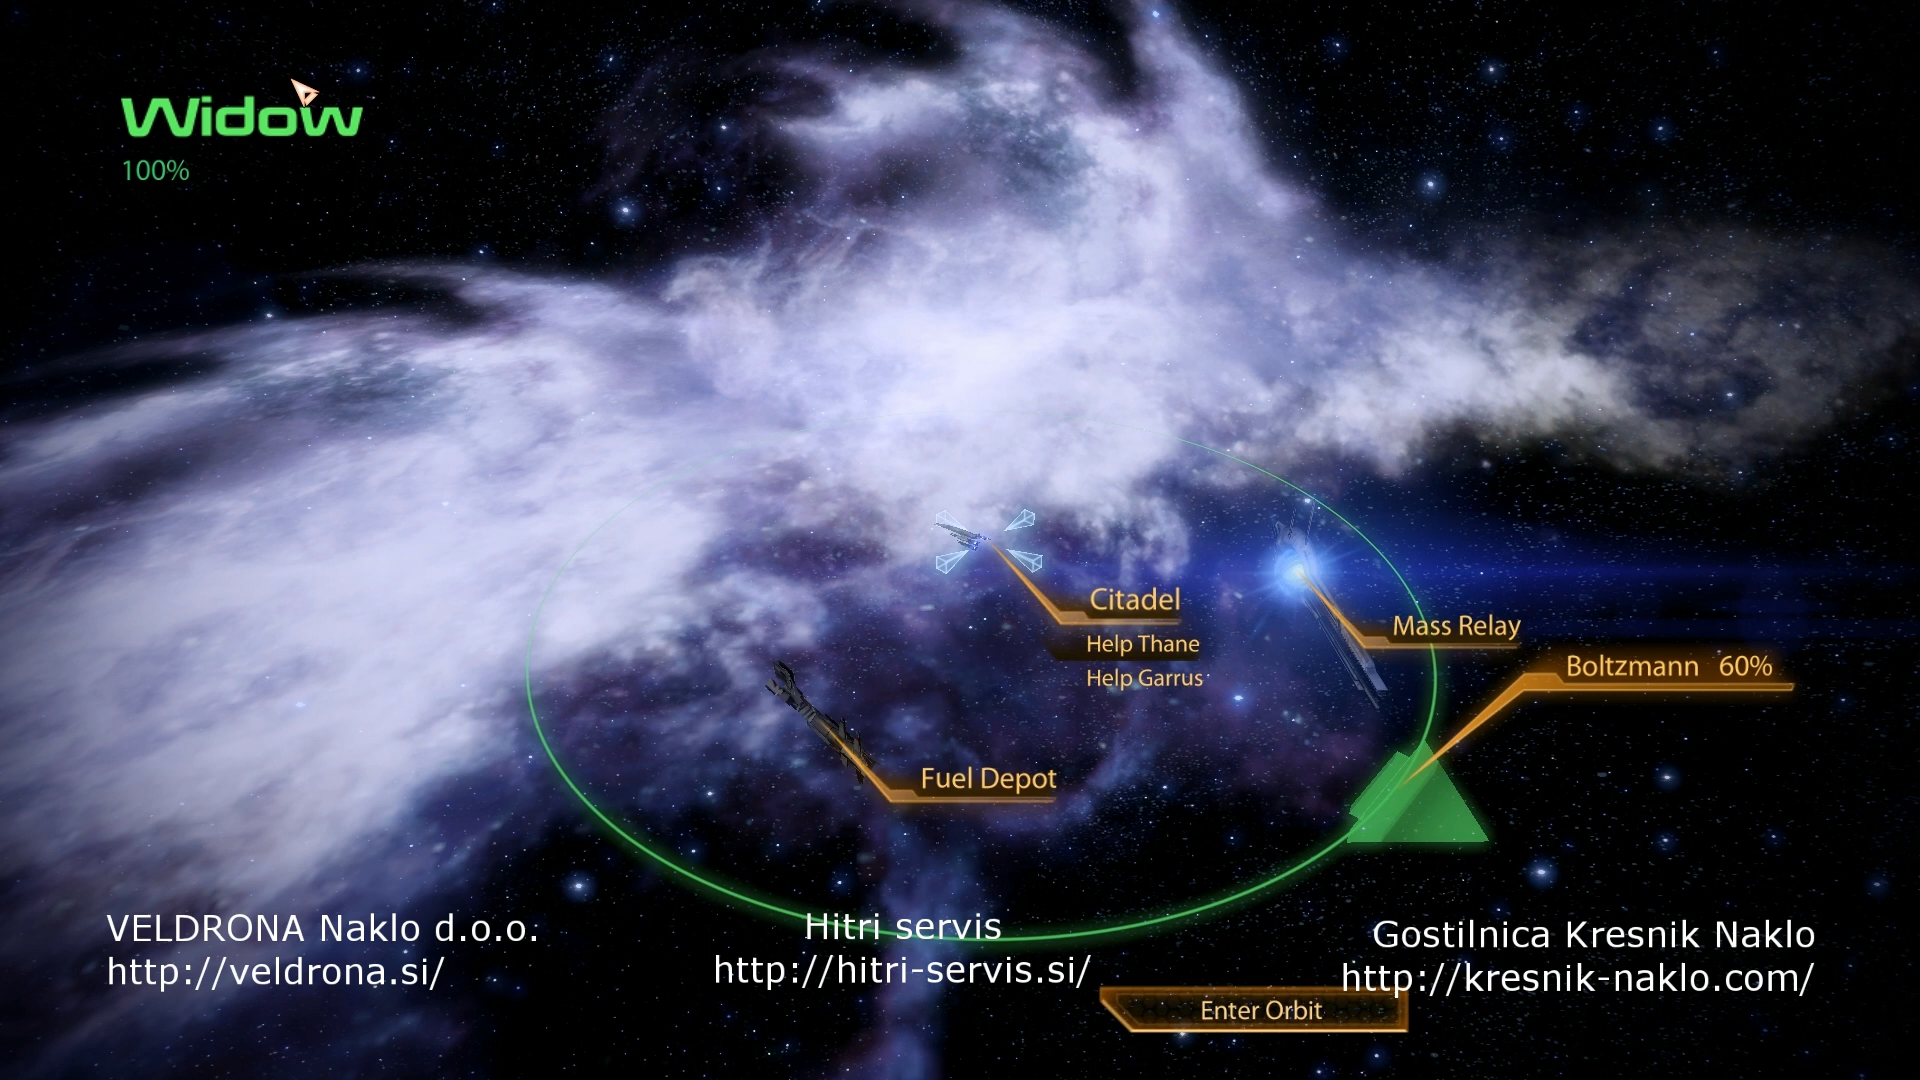 Widow
100%
Citadel
Help Thane
Help Garrus
Mass Relay
Boltzmann 60%
Fuel Depot
VELDRONA Naklo d.o.o.
http://veldrona.si/
Hitri servis
http://hitri-servis.si/
Gostilnica Kresnik Naklo
http://kresnik-naklo.com/
Enter Orbit